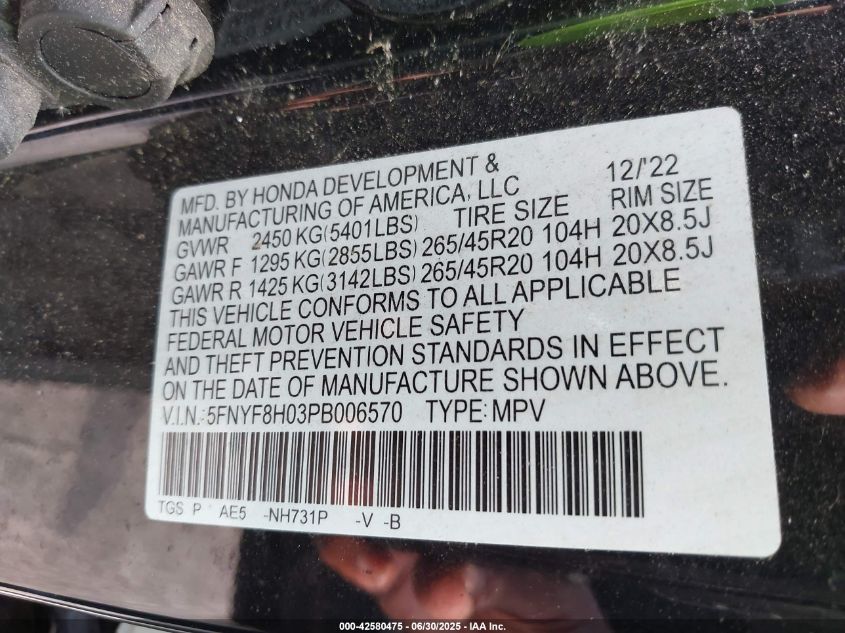 MFD. BY HONDA DEVELOPMENT & 12/'22
MANUFACTURING OF AMERICA, LLC RIM SIZE
GVWR 2450 KG(5401LBS) TIRE SIZE
GAWR F 1295 KG(2855LBS) 265/45R20 104H 20X8.5J
GAWR R 1425 KG(3142LBS) 265/45R20 104H 20X8.5J
THIS VEHICLE CONFORMS TO ALL APPLICABLE
FEDERAL MOTOR VEHICLE SAFETY
AND THEFT PREVENTION STANDARDS IN EFFECT
ON THE DATE OF MANUFACTURE SHOWN ABOVE.
V.I.N.:5FNYF8H03PB006570 TYPE:MPV
TGS P AE5 -NH731P -V -B
000-42580475 / 06/30/2025 - IAA Inc.